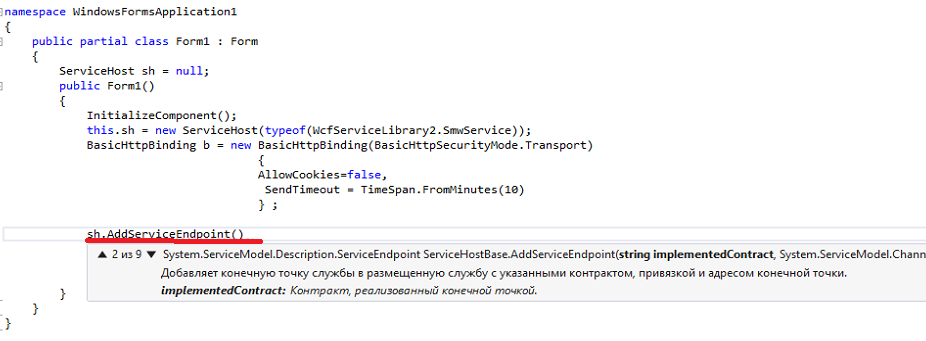 namespace WindowsFormsApplication1
{
public partial class Form1 : Form
{
ServiceHost sh = null;
public Form1()
{
InitializeComponent();
this.sh = new ServiceHost(typeof(WcfServiceLibrary2.SmwService));
BasicHttpBinding b = new BasicHttpBinding(BasicHttpSecurityMode.Transport)
{
AllowCookies=false,
SendTimeout = TimeSpan.FromMinutes(10)
} ;
sh.AddServiceEndpoint()
▲ 2 из 9 ▼ System.ServiceModel.Description.ServiceEndpoint ServiceHostBase.AddServiceEndpoint(string implementedContract, System.ServiceModel.Chann
Добавляет конечную точку службы в размещенную службу с указанными контрактом, привязкой и адресом конечной точки.
implementedContract: Контракт, реализованный конечной точкой.
}
}
}